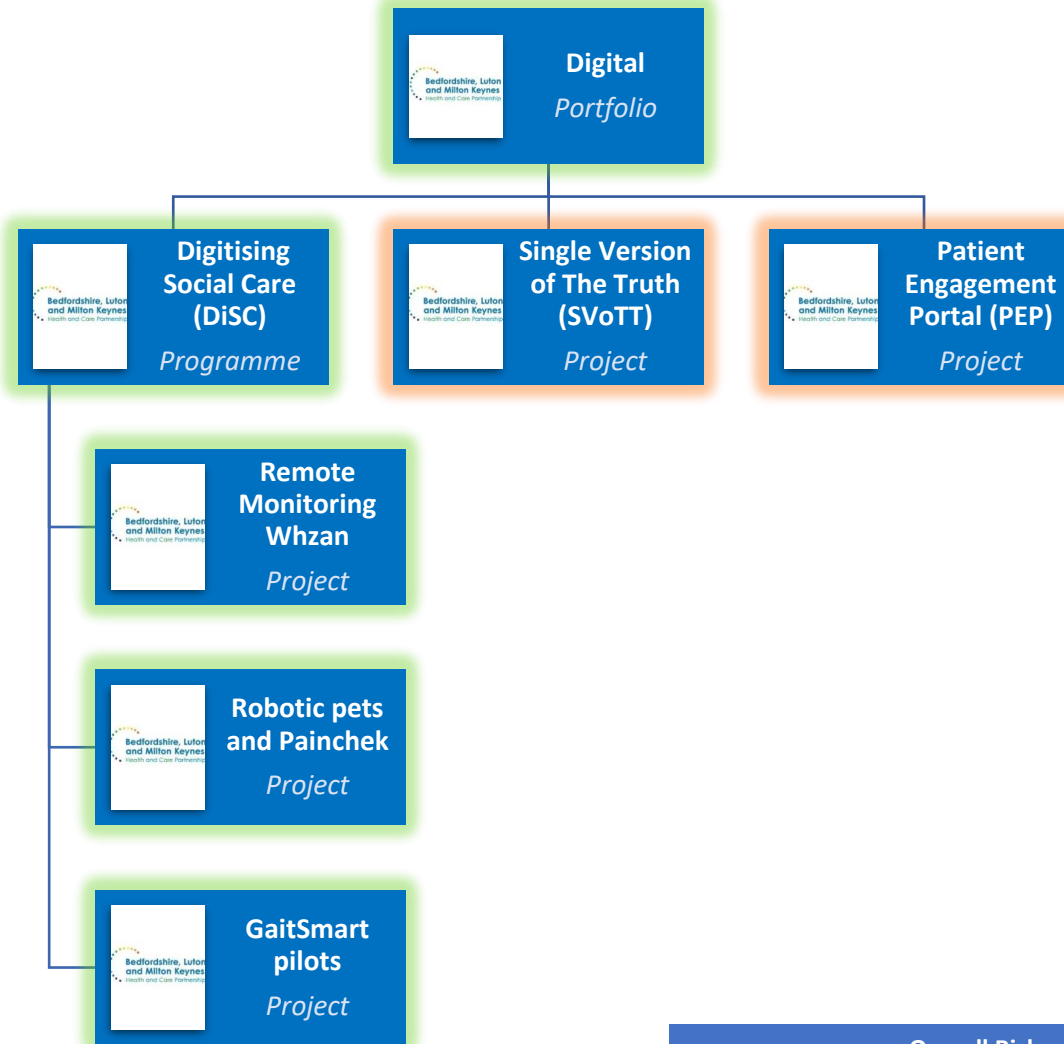 Bedfordshire, Luton
and Milton Keynes
Health and Care Partnership
Digital
Portfolio
Bedfordshire, Luton
and Milton Keynes
Health and Care Partnership
Digitising
Social Care
(DiSC)
Programme
Bedfordshire, Luton
and Milton Keynes
Health and Care Partnership
Single Version
of The Truth
(SVoTT)
Project
Bedfordshire, Luton
and Milton Keynes
Health and Care Partnership
Patient
Engagement
Portal (PEP)
Project
Bedfordshire, Luton
and Milton Keynes
Health and Care Partnership
Remote
Monitoring
Whzan
Project
Bedfordshire, Luton
and Milton Keynes
Health and Care Partnership
Robotic pets
and Painchek
Project
Bedfordshire, Luton
and Milton Keynes
Health and Care Partnership
GaitSmart
pilots
Project
Overall Risk